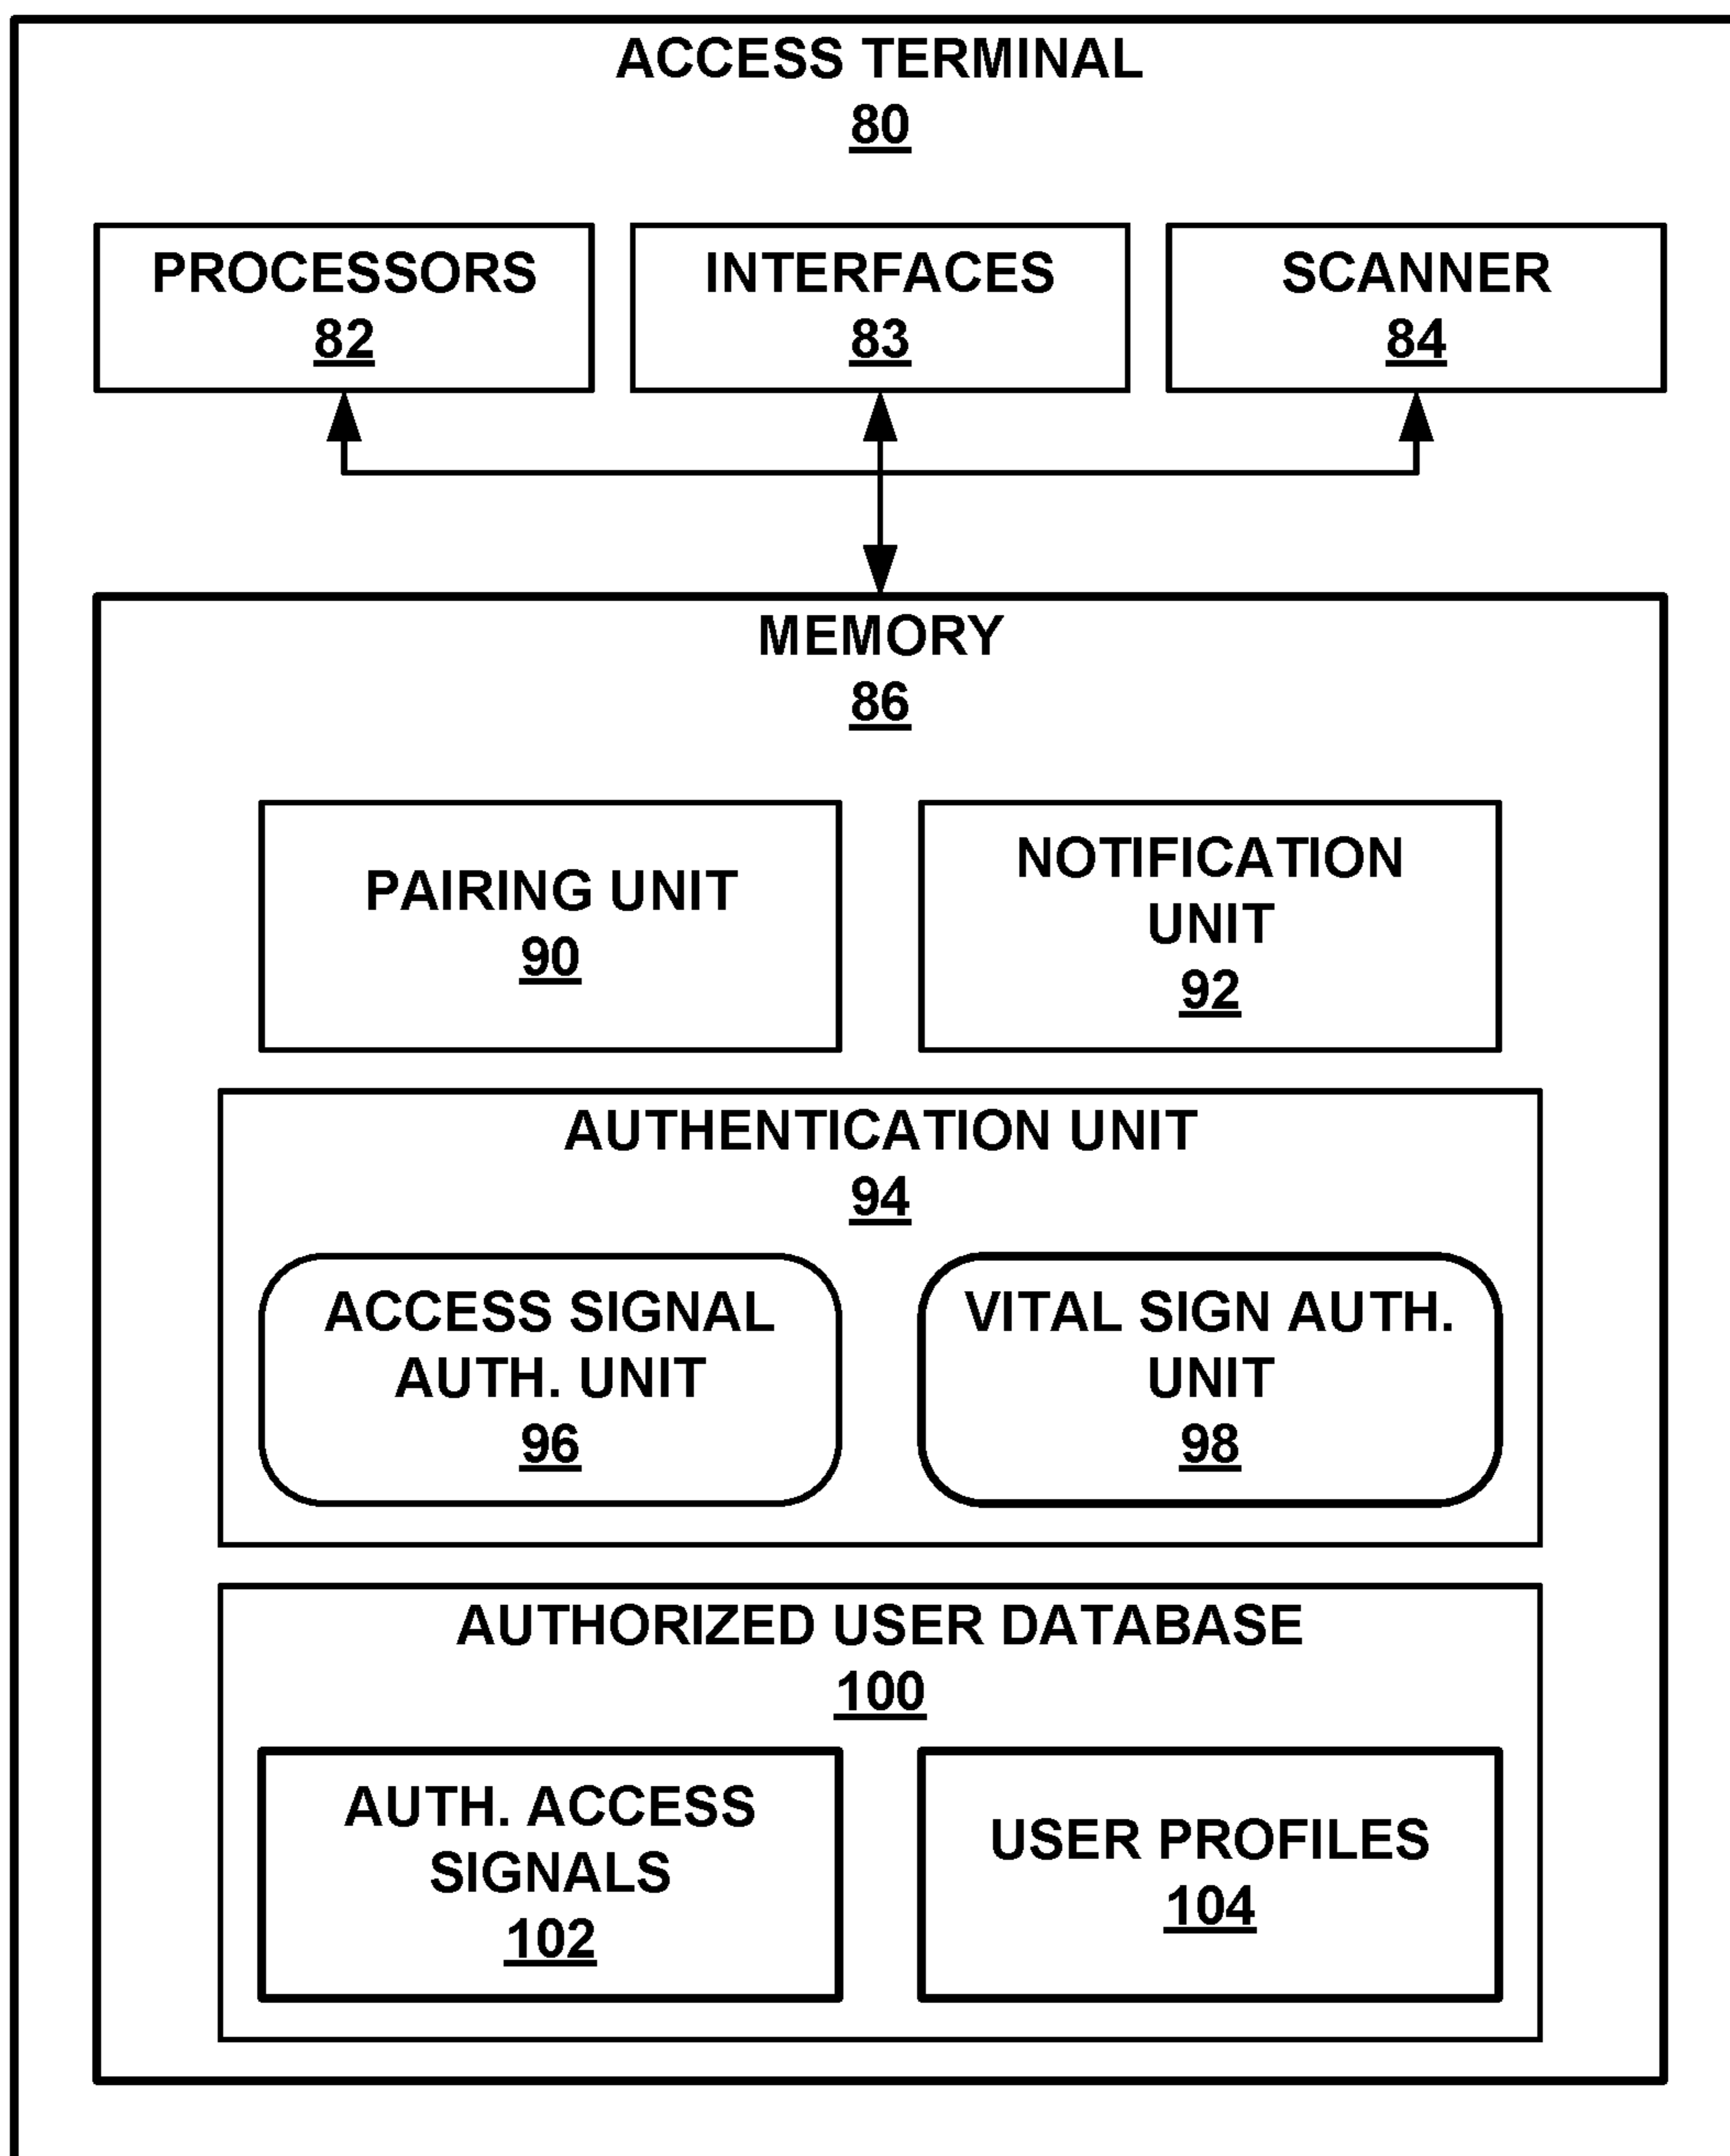 ACCESS TERMINAL
80
PROCESSORS
82
INTERFACES
83
SCANNER
84
MEMORY
86
PAIRING UNIT
90
NOTIFICATION
UNIT
92
AUTHENTICATION UNIT
94
ACCESS SIGNAL
AUTH. UNIT
96
VITAL SIGN AUTH.
UNIT
98
AUTHORIZED USER DATABASE
100
AUTH. ACCESS
SIGNALS
102
USER PROFILES
104